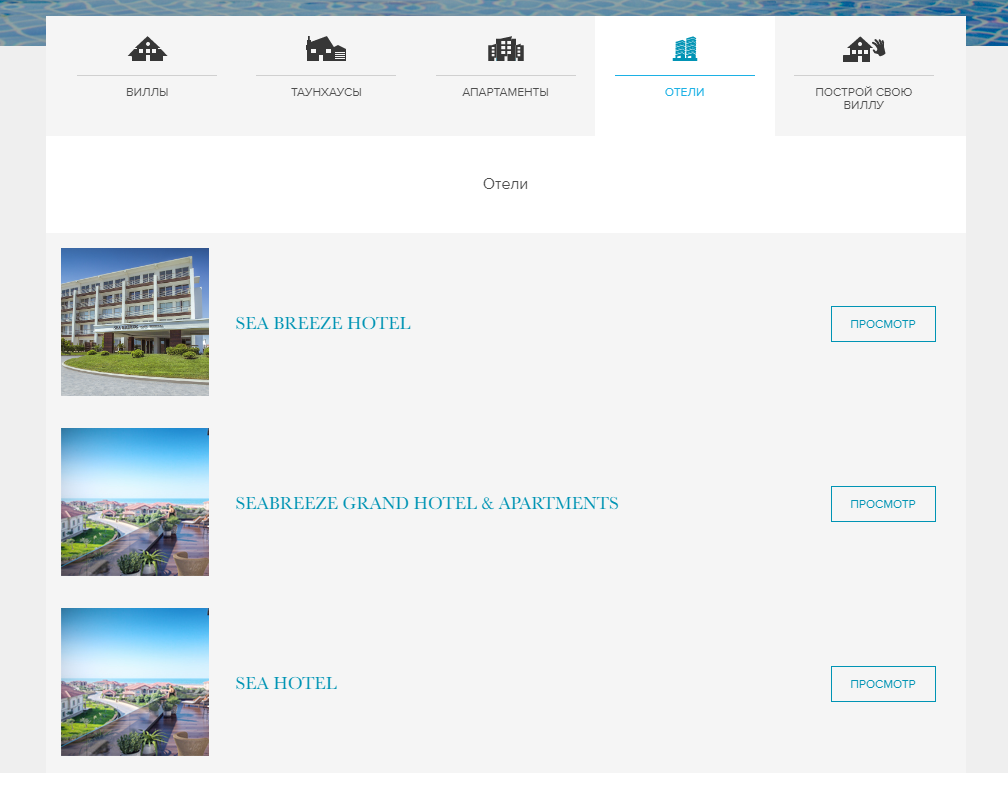 ВИЛЛЫ
ТАУНХАУСЫ
АПАРТАМЕНТЫ
ОТЕЛИ
ПОСТРОЙ СВОЮ
ВИЛЛУ
Отели
SEA BREEZE HOTEL
ПРОСМОТР
SEABREEZE GRAND HOTEL & APARTMENTS
ПРОСМОТР
SEA HOTEL
ПРОСМОТР